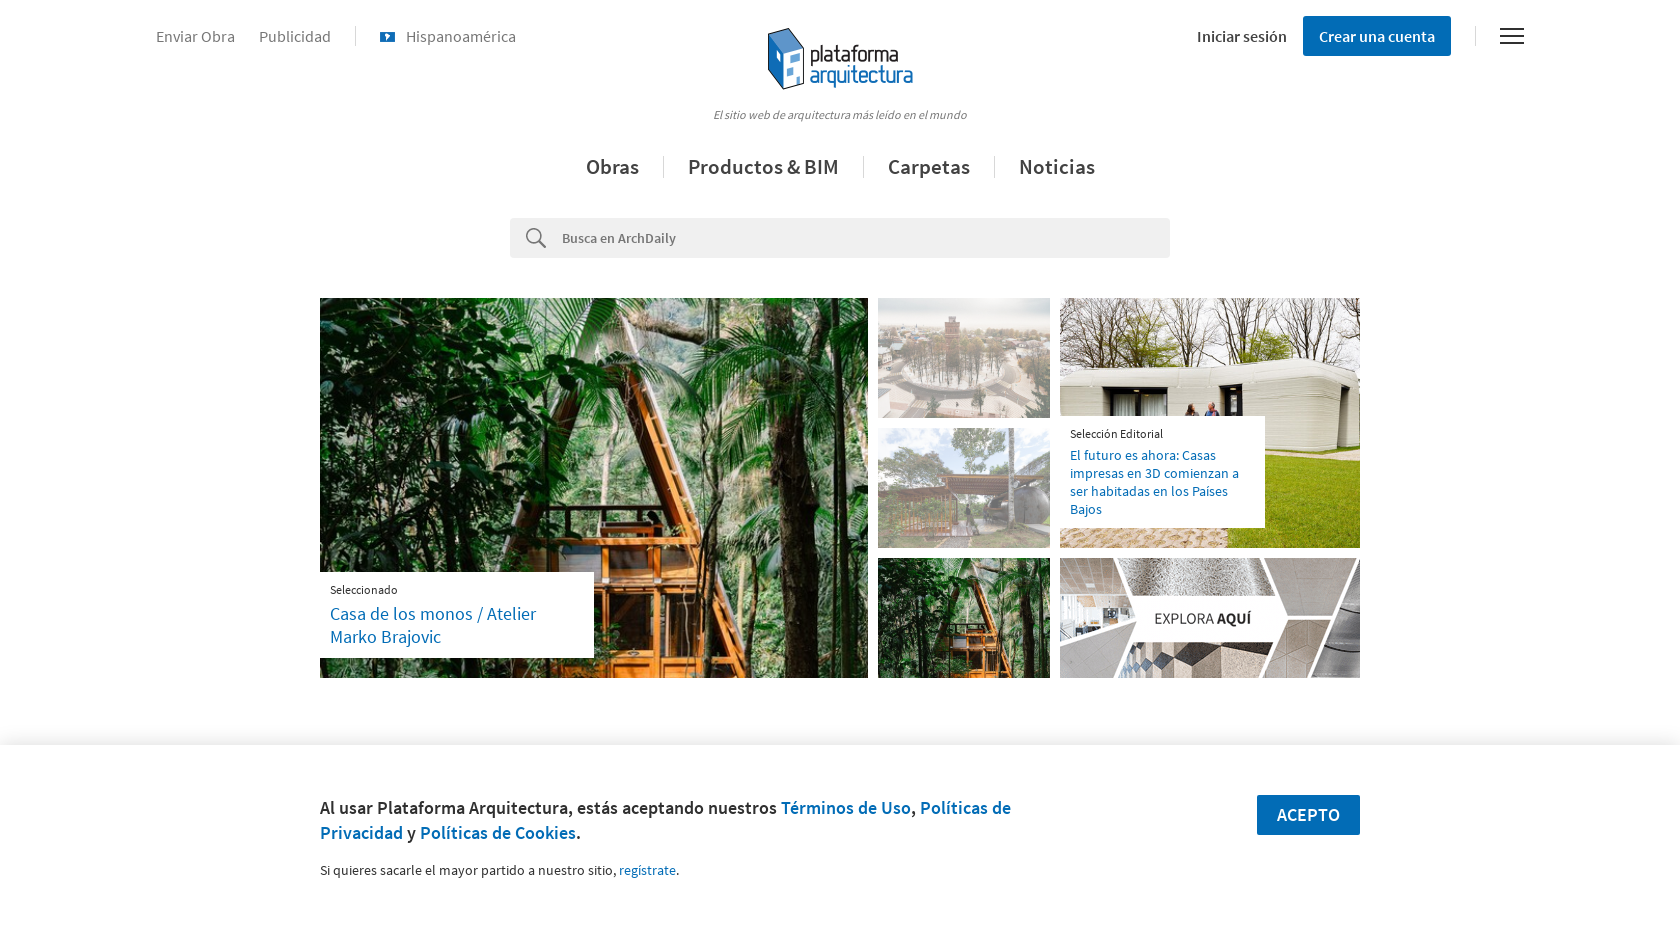 Enviar Obra
Publicidad
Hispanoamérica
plataforma
arquitectura
El sitio web de arquitectura más leído en el mundo
Iniciar sesión
Crear una cuenta
Obras
Productos & BIM
Carpetas
Noticias
Busca en ArchDaily
Seleccionado
Casa de los monos / Atelier
Marko Brajovic
Selección Editorial
El futuro es ahora: Casas
impresas en 3D comienzan a
ser habitadas en los Países
Bajos
EXPLORA AQUÍ
Al usar Plataforma Arquitectura, estás aceptando nuestros Términos de Uso, Políticas de
Privacidad y Políticas de Cookies.
Si quieres sacarle el mayor partido a nuestro sitio, regístrate.
ACEPTO